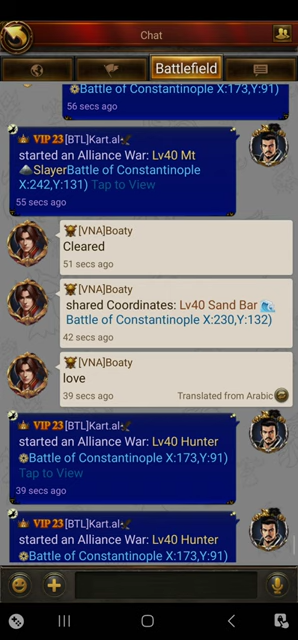 Chat
Battlefield
Battle of Constantinople X:173,Y:91)
56 secs ago
VIP 23 [BTL]Kart.al
started an Alliance War: Lv40 Mt
SlayerBattle of Constantinople
X:242,Y:131) Tap to View
55 secs ago
[VNA]Boaty
Cleared
51 secs ago
[VNA]Boaty
shared Coordinates: Lv40 Sand Bar
Battle of Constantinople X:230,Y:132)
42 secs ago
[VNA]Boaty
love
39 secs ago
Translated from Arabic
VIP 23 [BTL]Kart.al
started an Alliance War: Lv40 Hunter
Battle of Constantinople X:173,Y:91)
Tap to View
39 secs ago
VIP 23 [BTL]Kart.al
started an Alliance War: Lv40 Hunter
Battle of Constantinople X:173,Y:91)